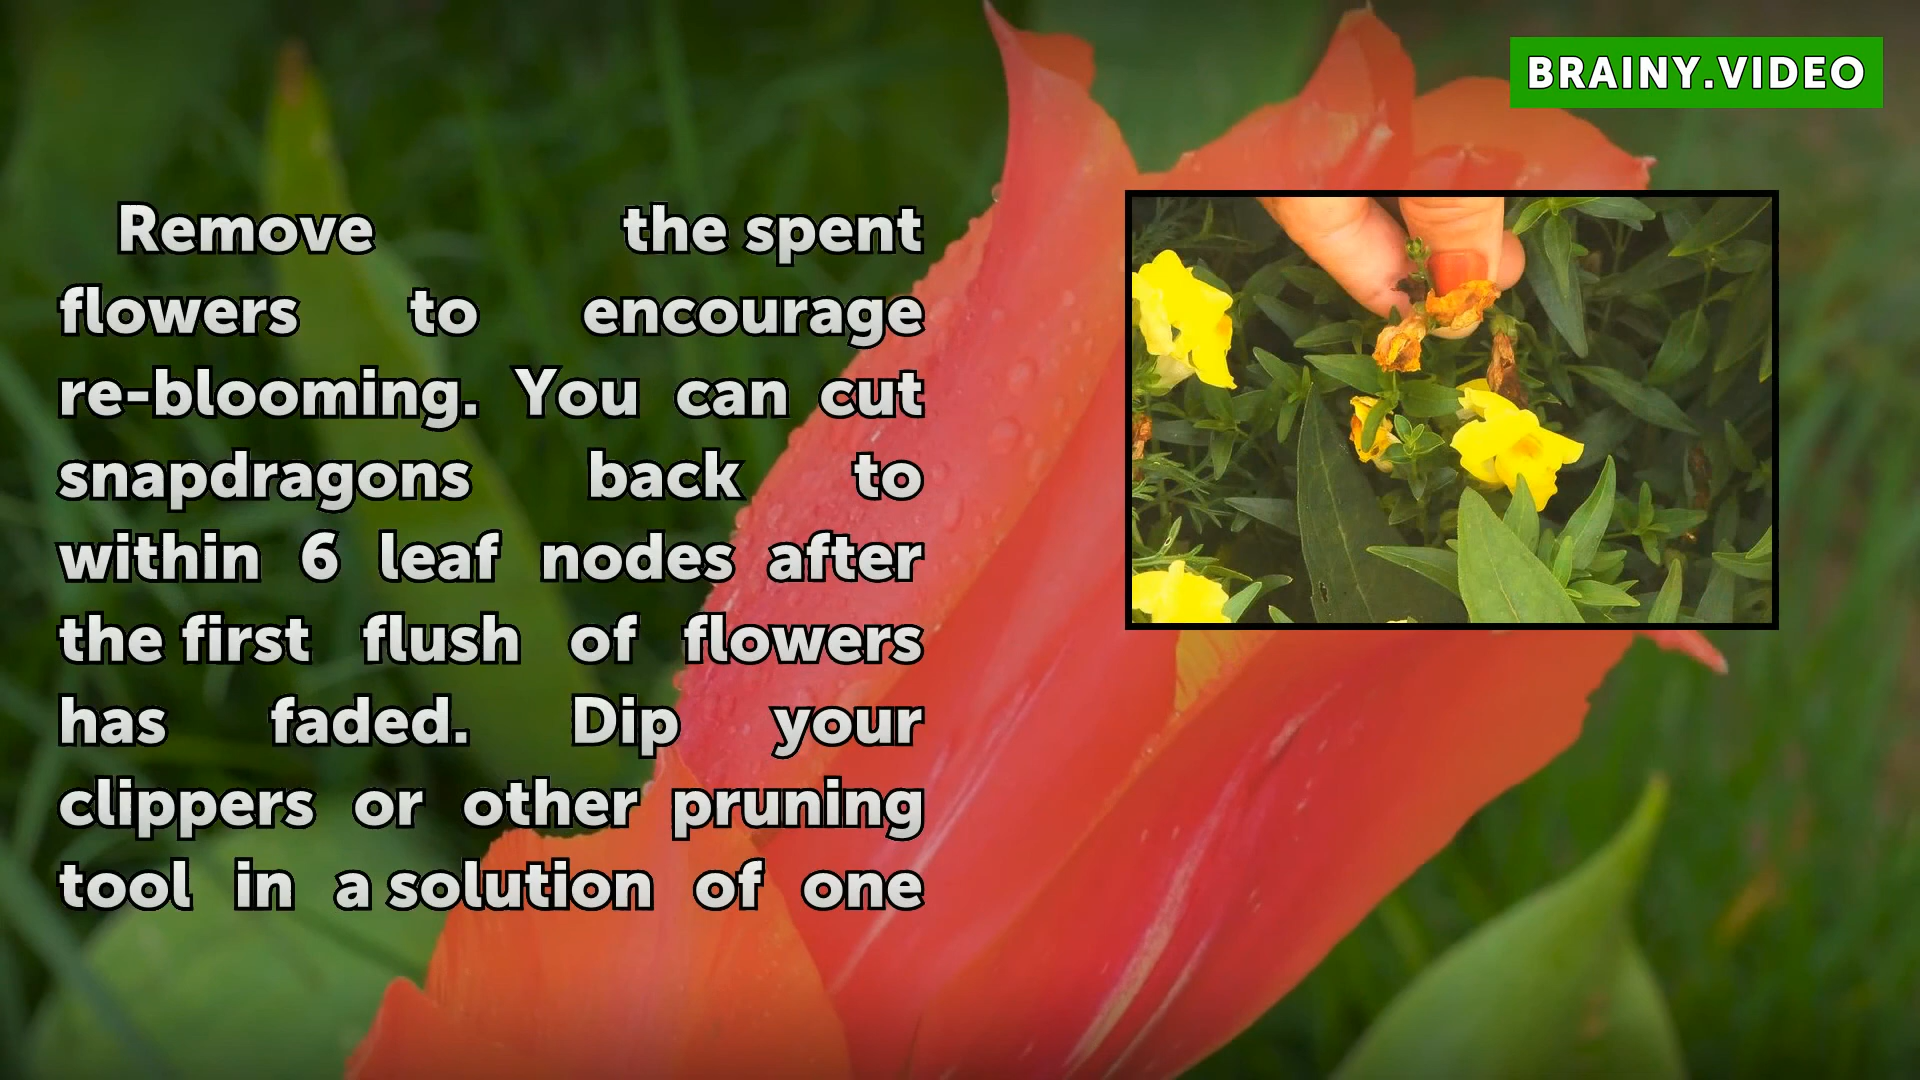 BRAINY.VIDEO
Remove the spent
flowers to encourage
re-blooming. You can cut
snapdragons back to
within 6 leaf nodes after
the first flush of flowers
has faded. Dip your
clippers or other pruning
tool in a solution of one